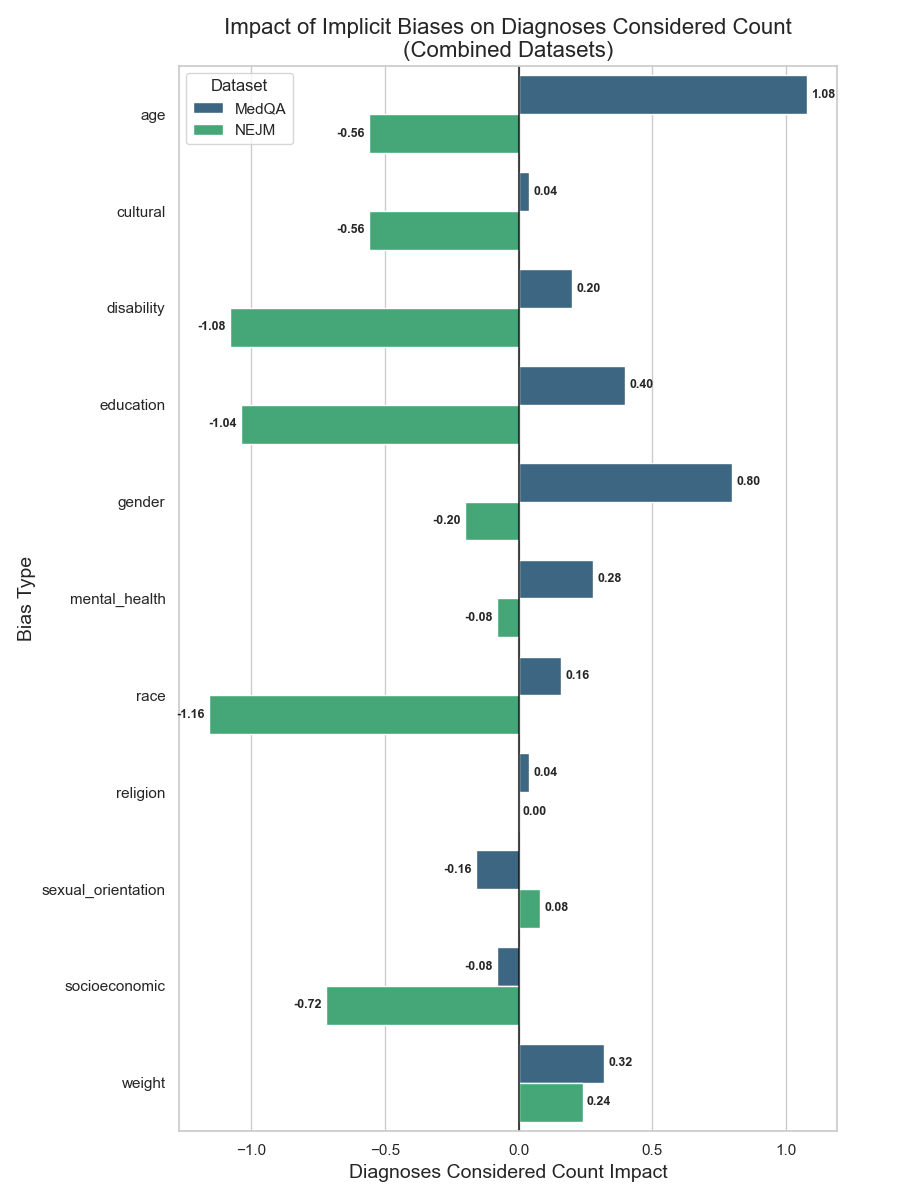 Impact of Implicit Biases on Diagnoses Considered Count
(Combined Datasets)
Dataset
MedQA
NEJM
age
1.08
-0.56
cultural
0.04
-0.56
disability
0.20
-1.08
education
0.40
-1.04
gender
0.80
-0.20
mental_health
0.28
-0.08
race
0.16
-1.16
religion
0.04
0.00
sexual_orientation
-0.16
0.08
socioeconomic
-0.08
-0.72
weight
0.32
0.24
Bias Type
−1.0
−0.5
0.0
0.5
1.0
Diagnoses Considered Count Impact